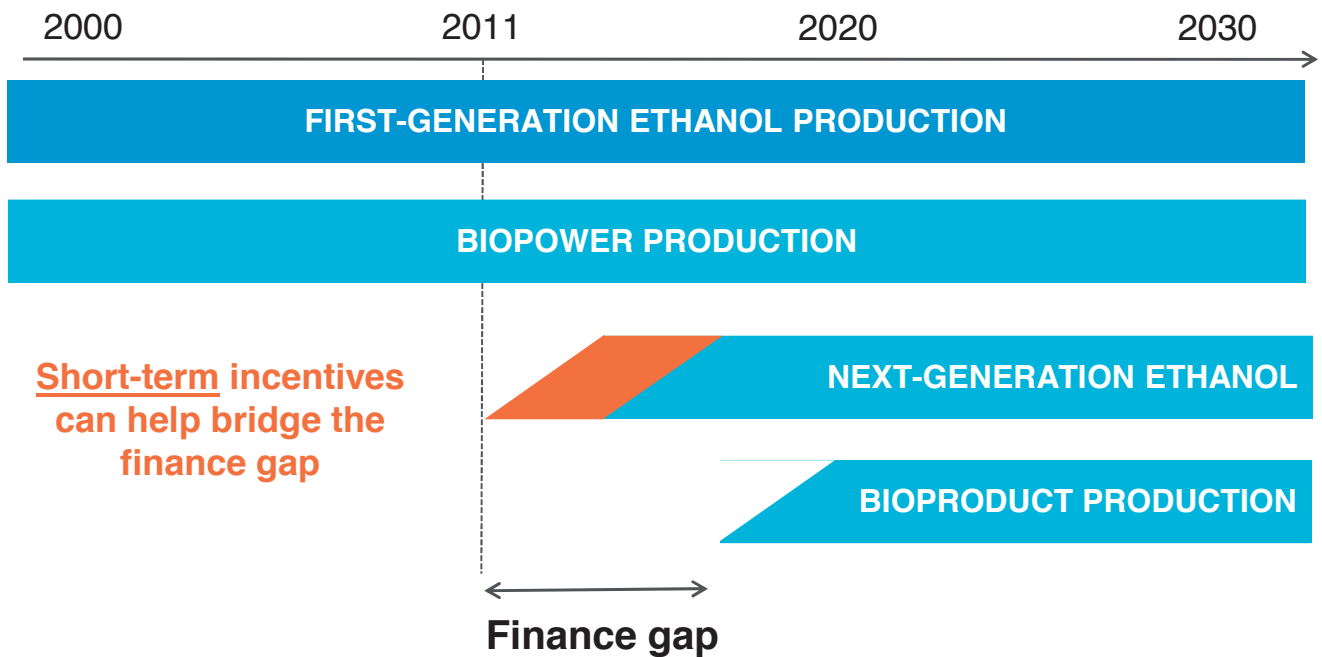 2000 2011 2020 2030
FIRST-GENERATION ETHANOL PRODUCTION
BIOPOWER PRODUCTION
Short-term incentives
can help bridge the
finance gap
NEXT-GENERATION ETHANOL
BIOPRODUCT PRODUCTION
Finance gap